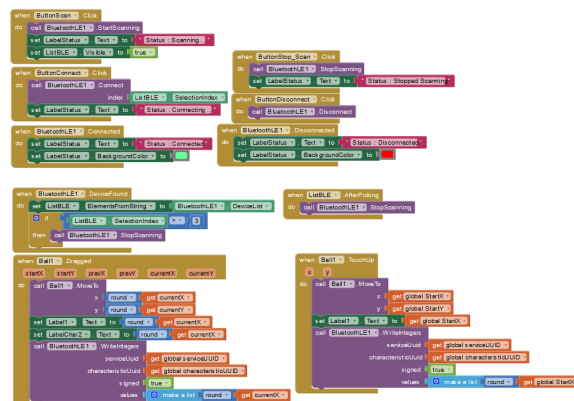 when ButtonScan .Click
do call BluetoothLE1 .StartScanning
set LabelStatus . Text to " Status : Scanning "
set ListBLE . Visible to true
when ButtonConnect .Click
do call BluetoothLE1 .Connect
index ListBLE . SelectionIndex
set LabelStatus . Text to " Status : Connecting "
when BluetoothLE1 .Connected
do set LabelStatus . Text to " Status : Connected "
set LabelStatus . BackgroundColor to
when ButtonStop_Scan .Click
do call BluetoothLE1 .StopScanning
set LabelStatus . Text to " Status : Stopped Scanning "
when ButtonDisconnect .Click
do call BluetoothLE1 .Disconnect
when BluetoothLE1 .Disconnected
do set LabelStatus . Text to " Status : Disconnected "
set LabelStatus . BackgroundColor to
when BluetoothLE1 .DeviceFound
do set ListBLE . ElementsFromString to BluetoothLE1 . DeviceList
if ListBLE . SelectionIndex > 3
then call BluetoothLE1 .StopScanning
when ListBLE .AfterPicking
do call BluetoothLE1 .StopScanning
when Ball1 .Dragged
startX startY prevX prevY currentX currentY
do call Ball1 .MoveTo
x round get currentX
y round get currentY
set Label1 . Text to round get currentX
set LabelChar2 . Text to round get currentX
call BluetoothLE1 .WriteIntegers
serviceUuid get global serviceUUID
characteristicUuid get global characteristicUUID
signed true
values make a list round get currentX
when Ball1 .TouchUp
x y
do call Ball1 .MoveTo
x get global StartX
y get global StartY
set Label1 . Text to get global StartX
call BluetoothLE1 .WriteIntegers
serviceUuid get global serviceUUID
characteristicUuid get global characteristicUUID
signed true
values make a list round get global StartX